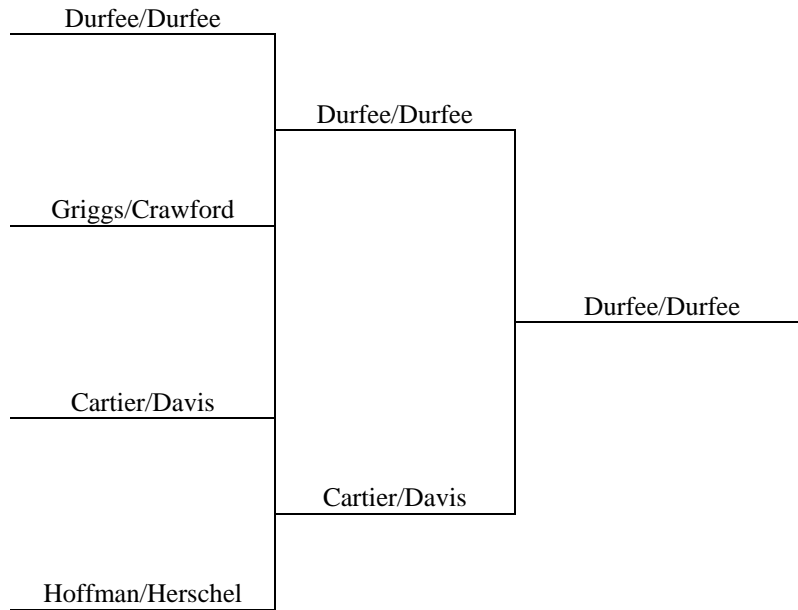 Durfee/Durfee
Durfee/Durfee
Griggs/Crawford
Durfee/Durfee
Cartier/Davis
Cartier/Davis
Hoffman/Herschel